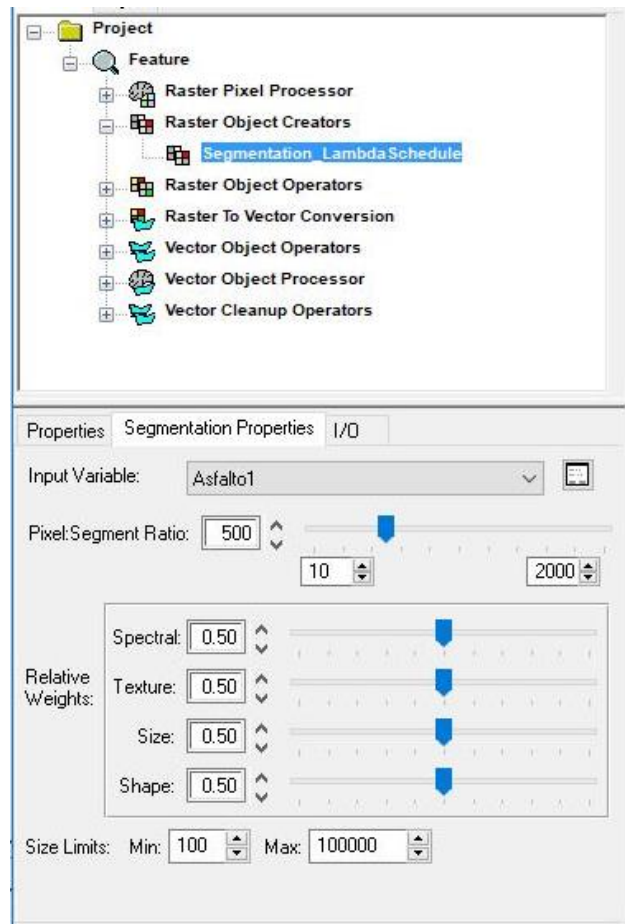 Project
Feature
Raster Pixel Processor
Raster Object Creators
Segmentation_LambdaSchedule
Raster Object Operators
Raster To Vector Conversion
Vector Object Operators
Vector Object Processor
Vector Cleanup Operators
Properties Segmentation Properties I/O
Input Variable: Asfalto1
Pixel:Segment Ratio: 500
10 2000
Relative Weights:
Spectral: 0.50
Texture: 0.50
Size: 0.50
Shape: 0.50
Size Limits: Min: 100 Max: 100000